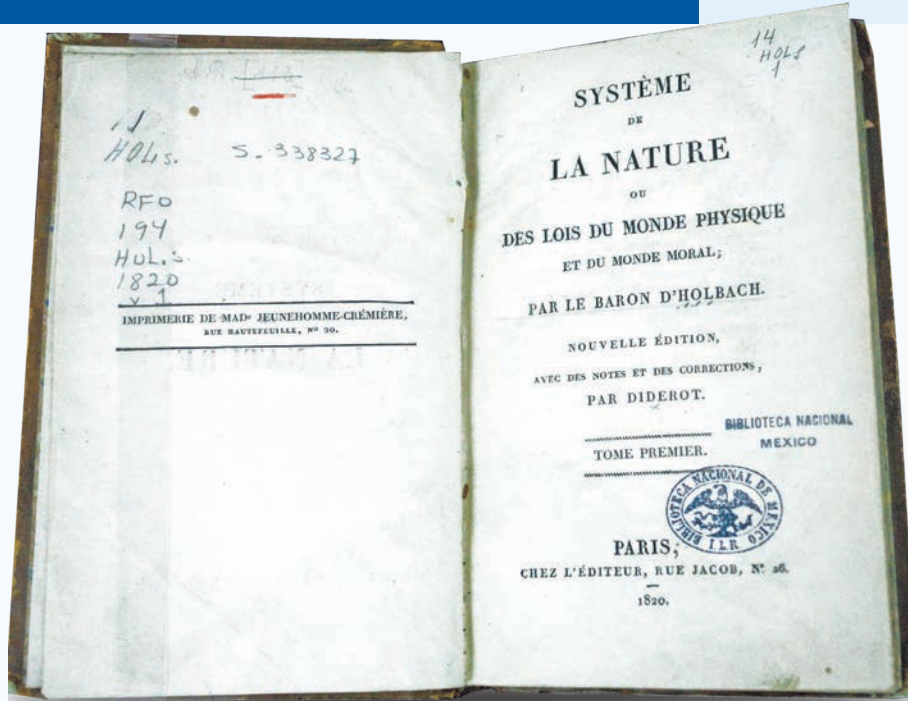 HOLs.
S-338327
RFO
194
HOL.s.
1820
v 1
IMPRIMERIE DE MADe JEUNEHOMME-CRÉMIÈRE,
RUE HAUTEFEUILLE, Nº 20.
14
HOLs
1
SYSTÈME
DE
LA NATURE
OU
DES LOIS DU MONDE PHYSIQUE
ET DU MONDE MORAL;
PAR LE BARON D'HOLBACH.
NOUVELLE ÉDITION,
AVEC DES NOTES ET DES CORRECTIONS,
PAR DIDEROT.
BIBLIOTECA NACIONAL
MEXICO
TOME PREMIER.
BIBLIOTECA NACIONAL DE MEXICO
I.L.R
PARIS,
CHEZ L'ÉDITEUR, RUE JACOB, Nº 26.
1820.